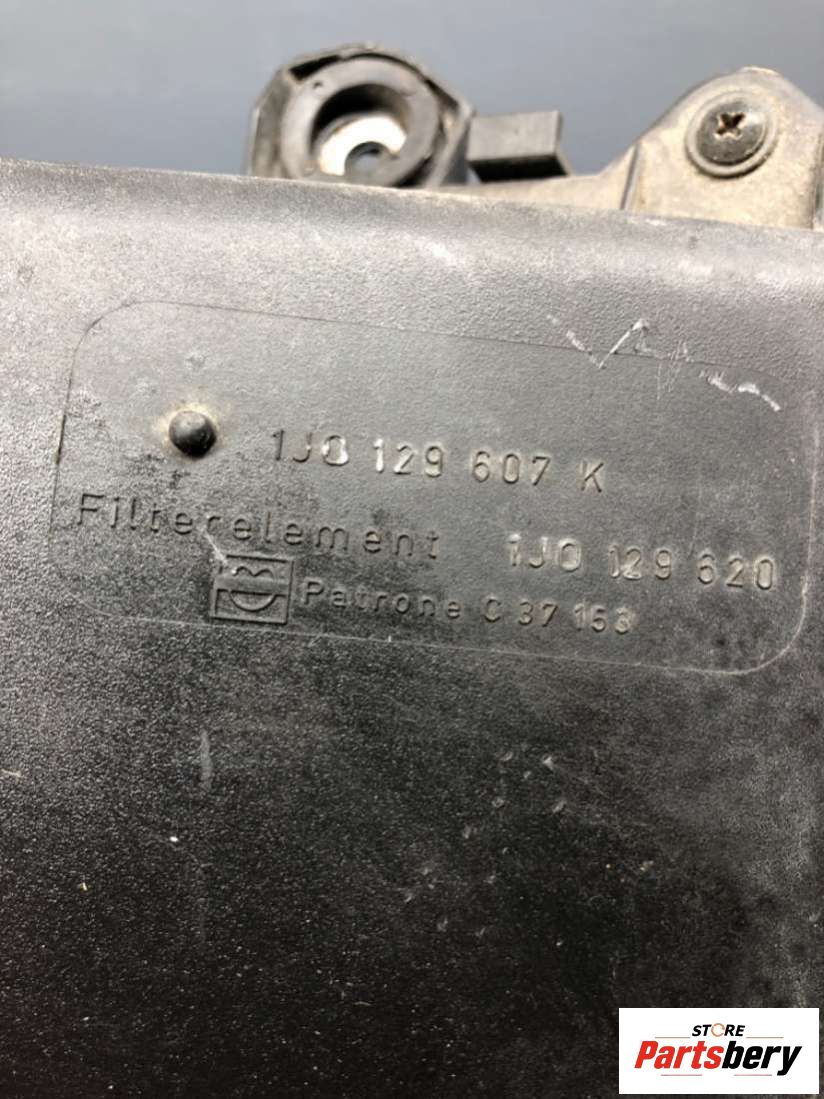 1J0 129 607 K
Filterelement 1J0 129 620
Patrone C 37 153
STORE
Partsbery